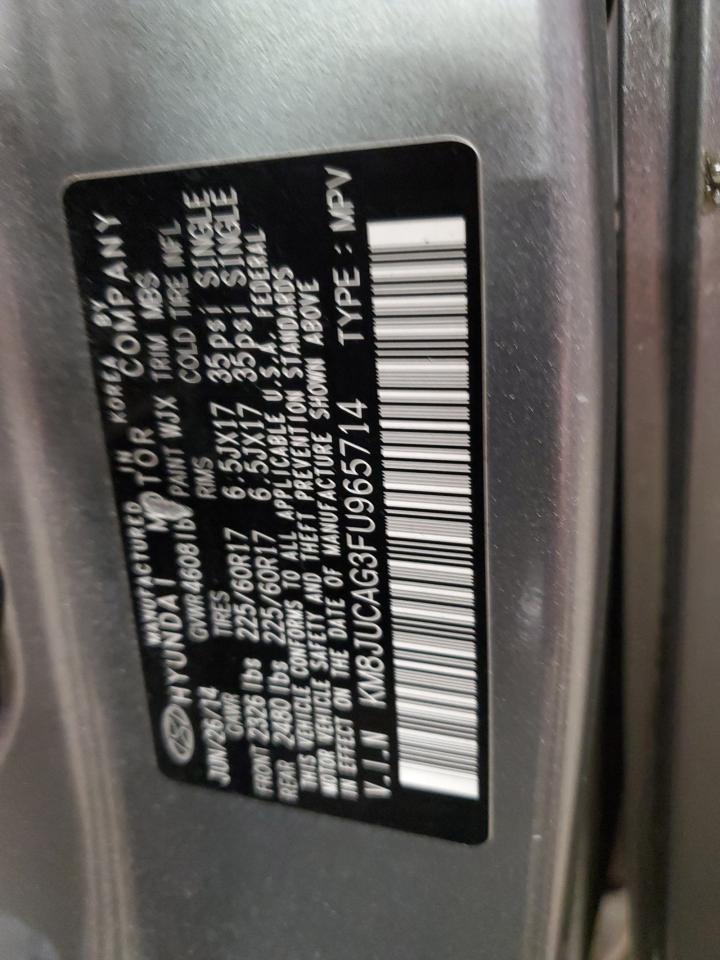 MANUFACTURED IN KOREA BY
HYUNDAI MOTOR COMPANY
JUN/26/14 GVWR 4608lb PAINT WJX TRIM MBS
GAWR TIRES RIMS COLD TIRE INFL
FRONT 2326 lbs 225/60R17 6.5JX17 35psi SINGLE
REAR 2480 lbs 225/60R17 6.5JX17 35psi SINGLE
THIS VEHICLE CONFORMS TO ALL APPLICABLE U.S.A. FEDERAL
MOTOR VEHICLE SAFETY AND THEFT PREVENTION STANDARDS
IN EFFECT ON THE DATE OF MANUFACTURE SHOWN ABOVE
V.I.N KM8JUCAG3FU965714 TYPE : MPV